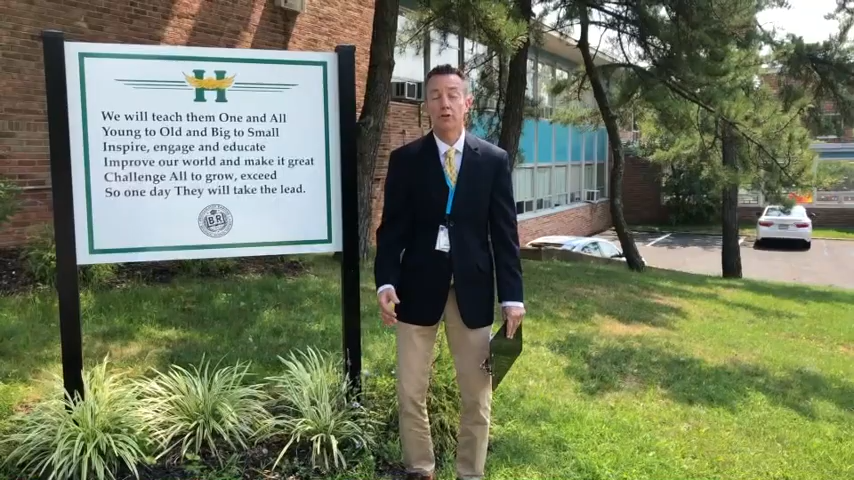 H
We will teach them One and All
Young to Old and Big to Small
Inspire, engage and educate
Improve our world and make it great
Challenge All to grow, exceed
So one day They will take the lead.
B R